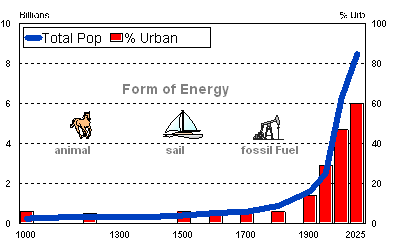 Billions % Urb
Total Pop % Urban
10 100
8 80
Form of Energy
6 60
animal sail fossil Fuel
4 40
2 20
0 0
1000 1300 1500 1700 1900 2025